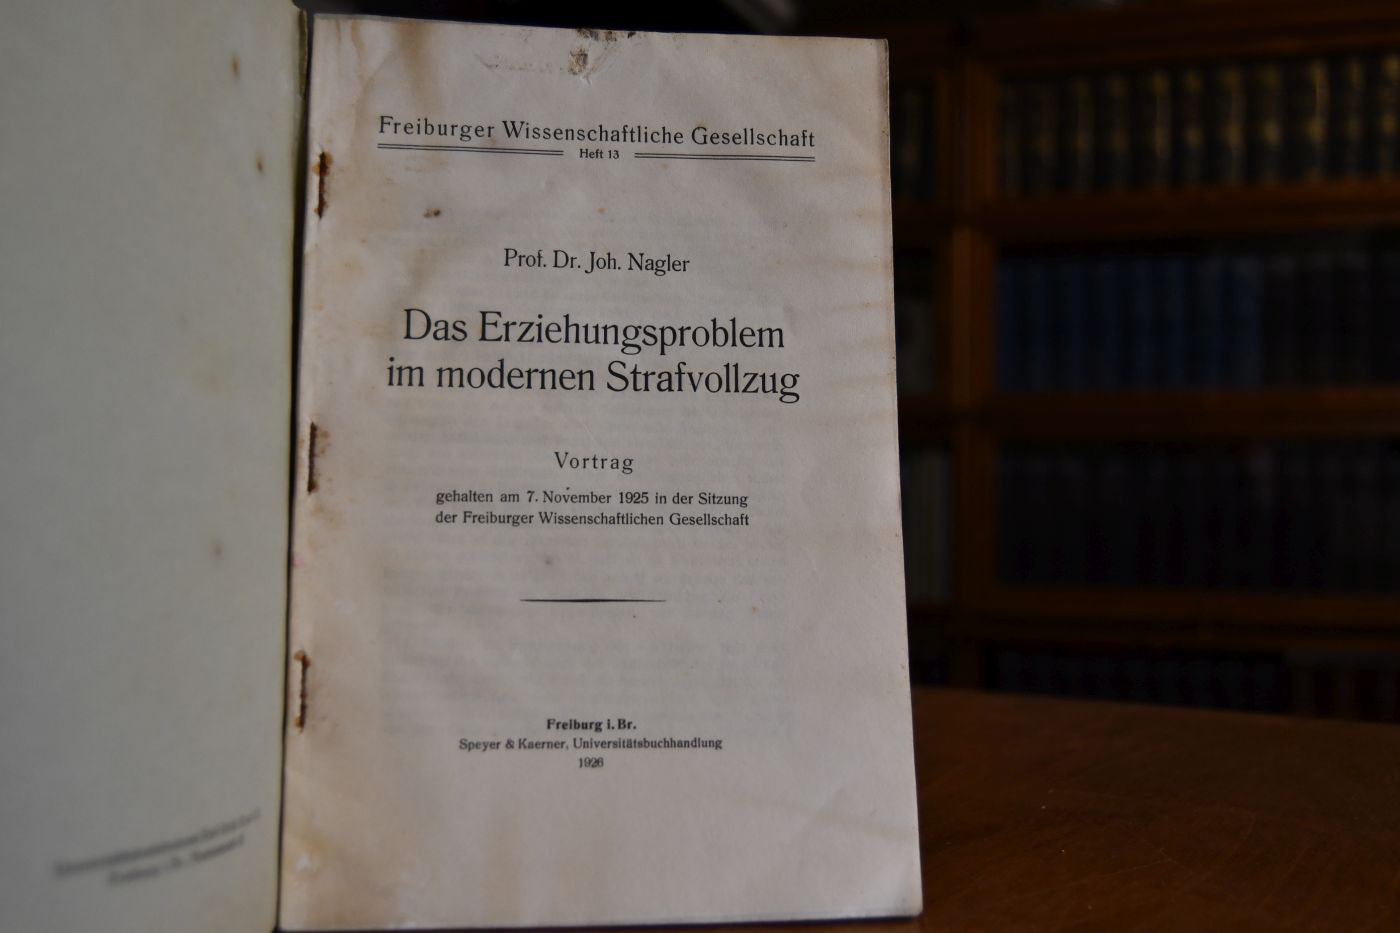 Freiburger Wissenschaftliche Gesellschaft
Heft 13
Prof. Dr. Joh. Nagler
Das Erziehungsproblem
im modernen Strafvollzug
Vortrag
gehalten am 7. November 1925 in der Sitzung
der Freiburger Wissenschaftlichen Gesellschaft
Freiburg i. Br.
Speyer & Kaerner, Universitätsbuchhandlung
1926